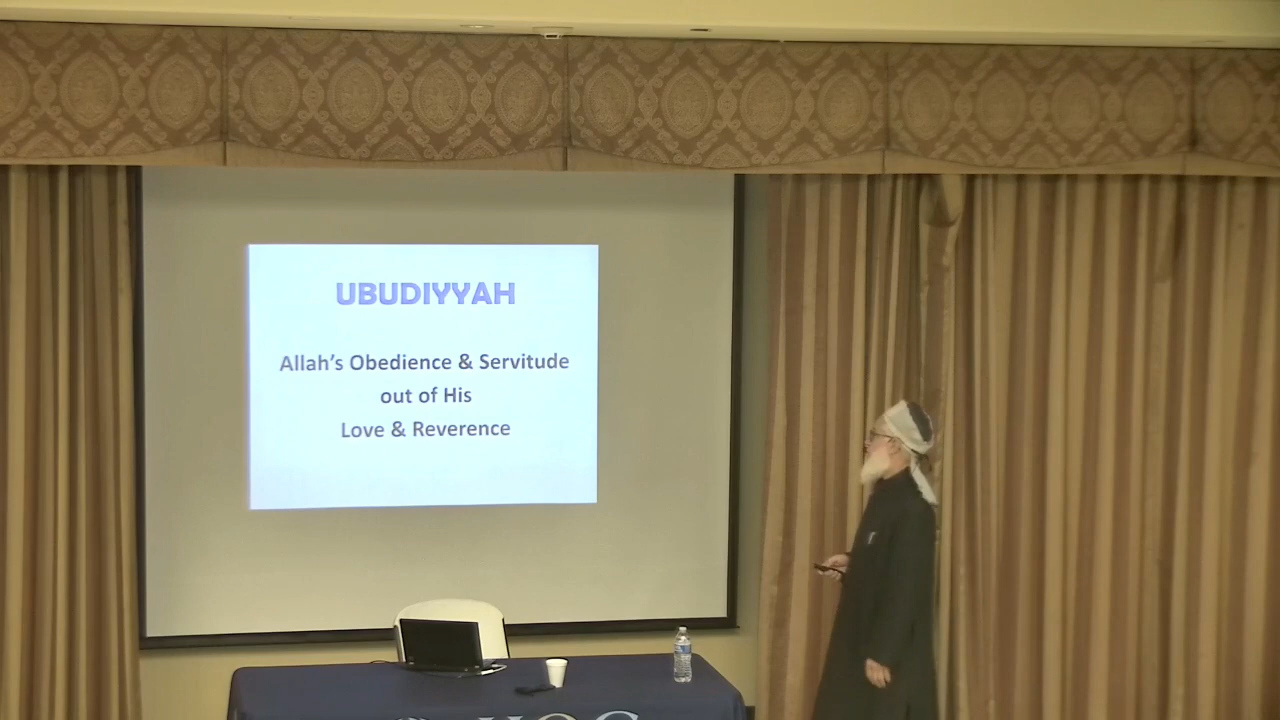 UBUDIYYAH
Allah's Obedience & Servitude
out of His
Love & Reverence